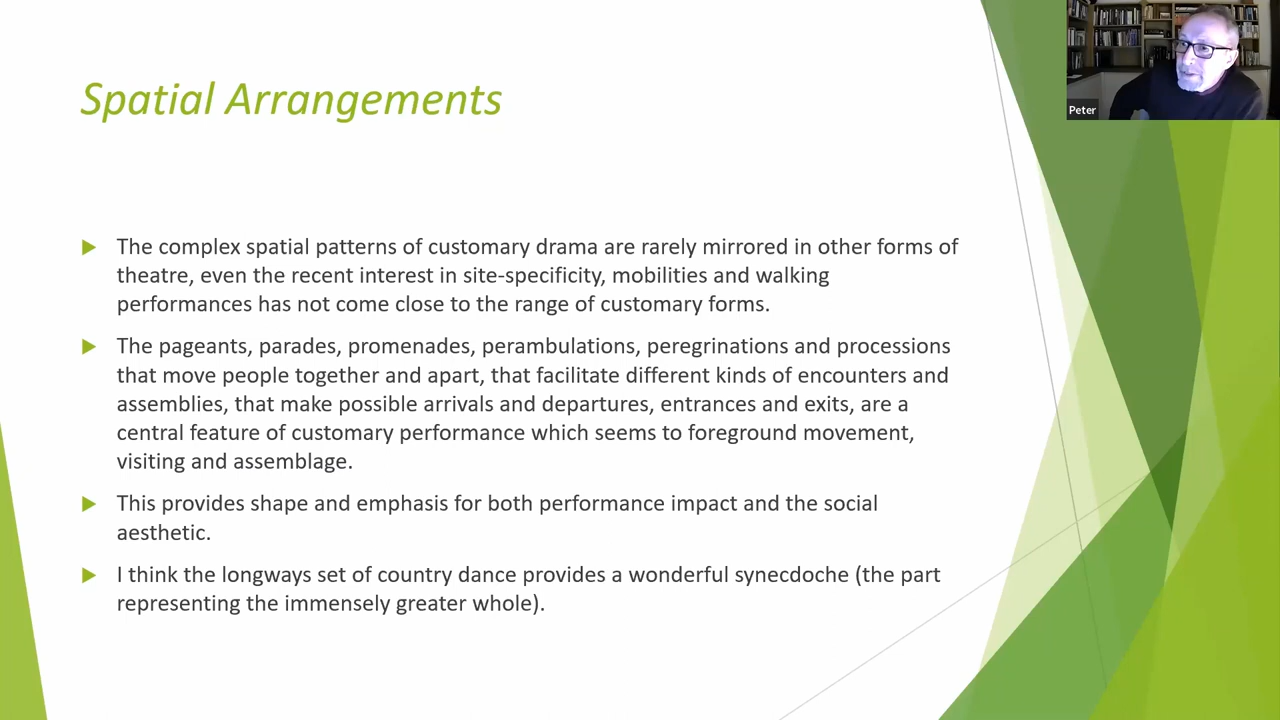 Spatial Arrangements
Peter
The complex spatial patterns of customary drama are rarely mirrored in other forms of
theatre, even the recent interest in site-specificity, mobilities and walking
performances has not come close to the range of customary forms.
The pageants, parades, promenades, perambulations, peregrinations and processions
that move people together and apart, that facilitate different kinds of encounters and
assemblies, that make possible arrivals and departures, entrances and exits, are a
central feature of customary performance which seems to foreground movement,
visiting and assemblage.
This provides shape and emphasis for both performance impact and the social
aesthetic.
I think the longways set of country dance provides a wonderful synecdoche (the part
representing the immensely greater whole).